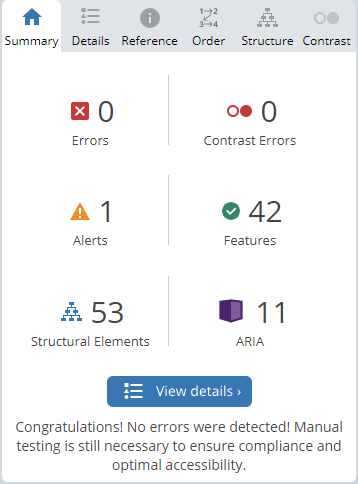 Summary Details Reference Order Structure Contrast
0 0
Errors Contrast Errors
1 42
Alerts Features
53 11
Structural Elements ARIA
View details ›
Congratulations! No errors were detected! Manual
testing is still necessary to ensure compliance and
optimal accessibility.